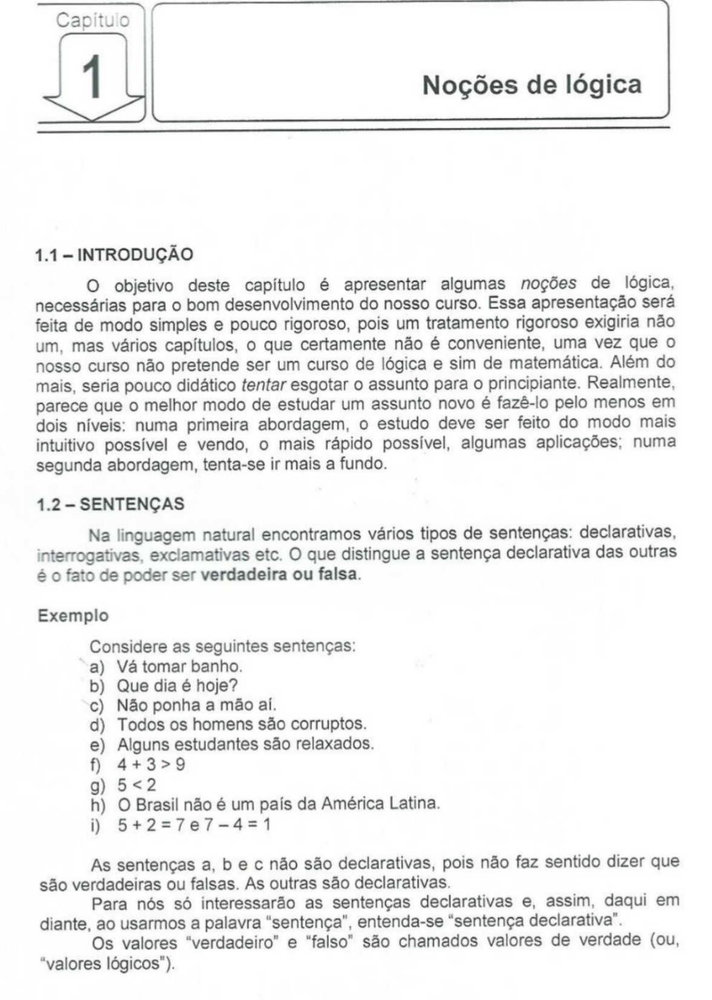 Capítulo
1
Noções de lógica
1.1 – INTRODUÇÃO
O objetivo deste capítulo é apresentar algumas noções de lógica,
necessárias para o bom desenvolvimento do nosso curso. Essa apresentação será
feita de modo simples e pouco rigoroso, pois um tratamento rigoroso exigiria não
um, mas vários capítulos, o que certamente não é conveniente, uma vez que o
nosso curso não pretende ser um curso de lógica e sim de matemática. Além do
mais, seria pouco didático tentar esgotar o assunto para o principiante. Realmente,
parece que o melhor modo de estudar um assunto novo é fazê-lo pelo menos em
dois níveis: numa primeira abordagem, o estudo deve ser feito do modo mais
intuitivo possível e vendo, o mais rápido possível, algumas aplicações; numa
segunda abordagem, tenta-se ir mais a fundo.
1.2 – SENTENÇAS
Na linguagem natural encontramos vários tipos de sentenças: declarativas,
interrogativas, exclamativas etc. O que distingue a sentença declarativa das outras
é o fato de poder ser verdadeira ou falsa.
Exemplo
Considere as seguintes sentenças:
a) Vá tomar banho.
b) Que dia é hoje?
c) Não ponha a mão aí.
d) Todos os homens são corruptos.
e) Alguns estudantes são relaxados.
f) 4 + 3 > 9
g) 5 < 2
h) O Brasil não é um país da América Latina.
i) 5 + 2 = 7 e 7 – 4 = 1
As sentenças a, b e c não são declarativas, pois não faz sentido dizer que
são verdadeiras ou falsas. As outras são declarativas.
Para nós só interessarão as sentenças declarativas e, assim, daqui em
diante, ao usarmos a palavra “sentença”, entenda-se “sentença declarativa”.
Os valores “verdadeiro” e “falso” são chamados valores de verdade (ou,
“valores lógicos”).